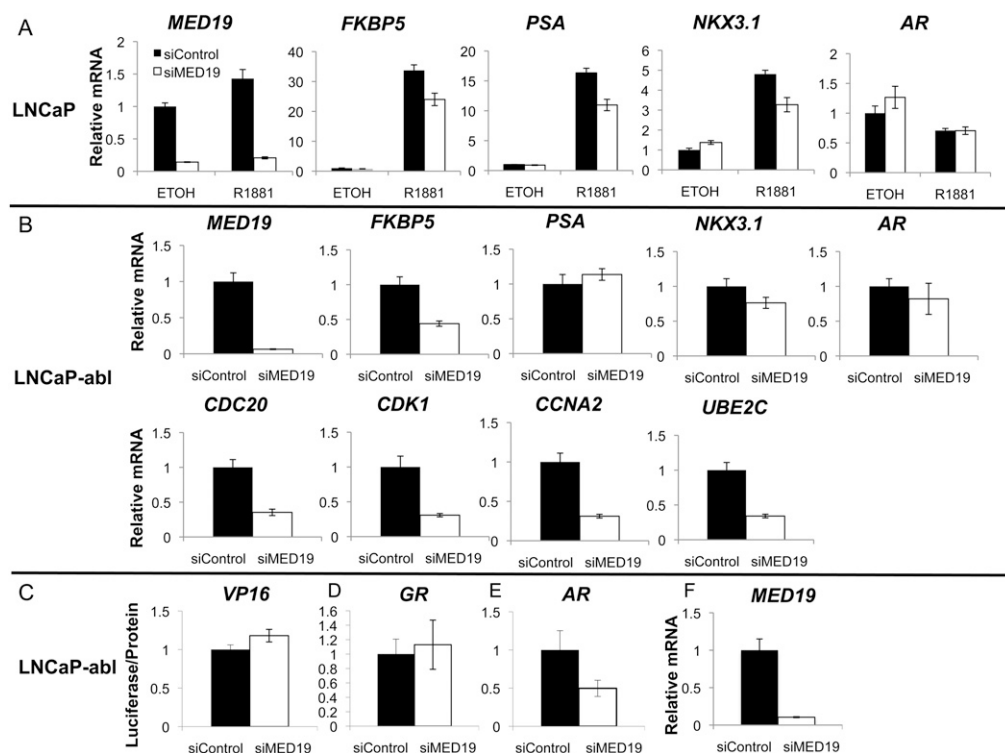 A
MED19 FKBP5 PSA NKX3.1 AR
siControl
siMED19
LNCaP
Relative mRNA
2
1.5
1
0.5
0
ETOH R1881
50
40
30
20
10
0
ETOH R1881
20
15
10
5
0
ETOH R1881
6
5
4
3
2
1
0
ETOH R1881
2
1.5
1
0.5
0
ETOH R1881
B
MED19 FKBP5 PSA NKX3.1 AR
LNCaP-abl
Relative mRNA
1.5
1
0.5
0
siControl siMED19
1.5
1
0.5
0
siControl siMED19
1.5
1
0.5
0
siControl siMED19
1.5
1
0.5
0
siControl siMED19
1.5
1
0.5
0
siControl siMED19
CDC20 CDK1 CCNA2 UBE2C
Relative mRNA
1.5
1
0.5
0
siControl siMED19
1.5
1
0.5
0
siControl siMED19
1.5
1
0.5
0
siControl siMED19
1.5
1
0.5
0
siControl siMED19
C
VP16
LNCaP-abl
Luciferase/Protein
1.5
1
0.5
0
siControl siMED19
D
GR
1.6
1.4
1.2
1
0.8
0.6
0.4
0.2
0
siControl siMED19
E
AR
1.5
1
0.5
0
siControl siMED19
F
MED19
Relative mRNA
1.5
1
0.5
0
siControl siMED19